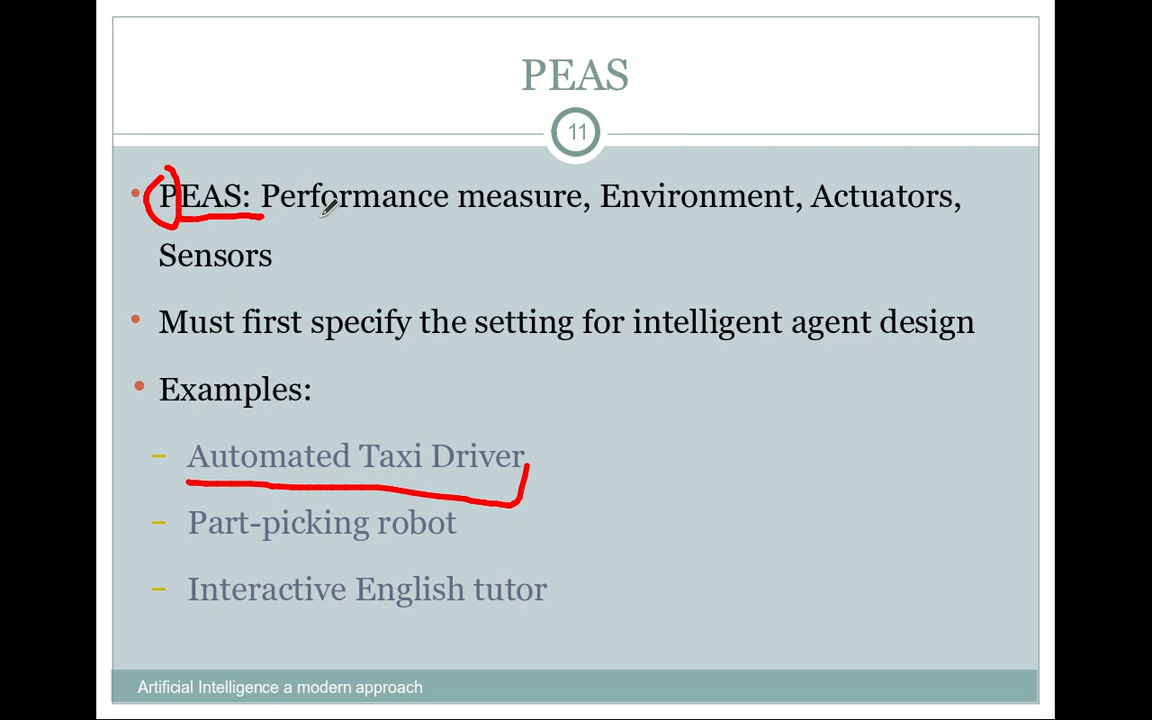 PEAS
11
• PEAS: Performance measure, Environment, Actuators,
Sensors
• Must first specify the setting for intelligent agent design
• Examples:
– Automated Taxi Driver
– Part-picking robot
– Interactive English tutor
Artificial Intelligence a modern approach